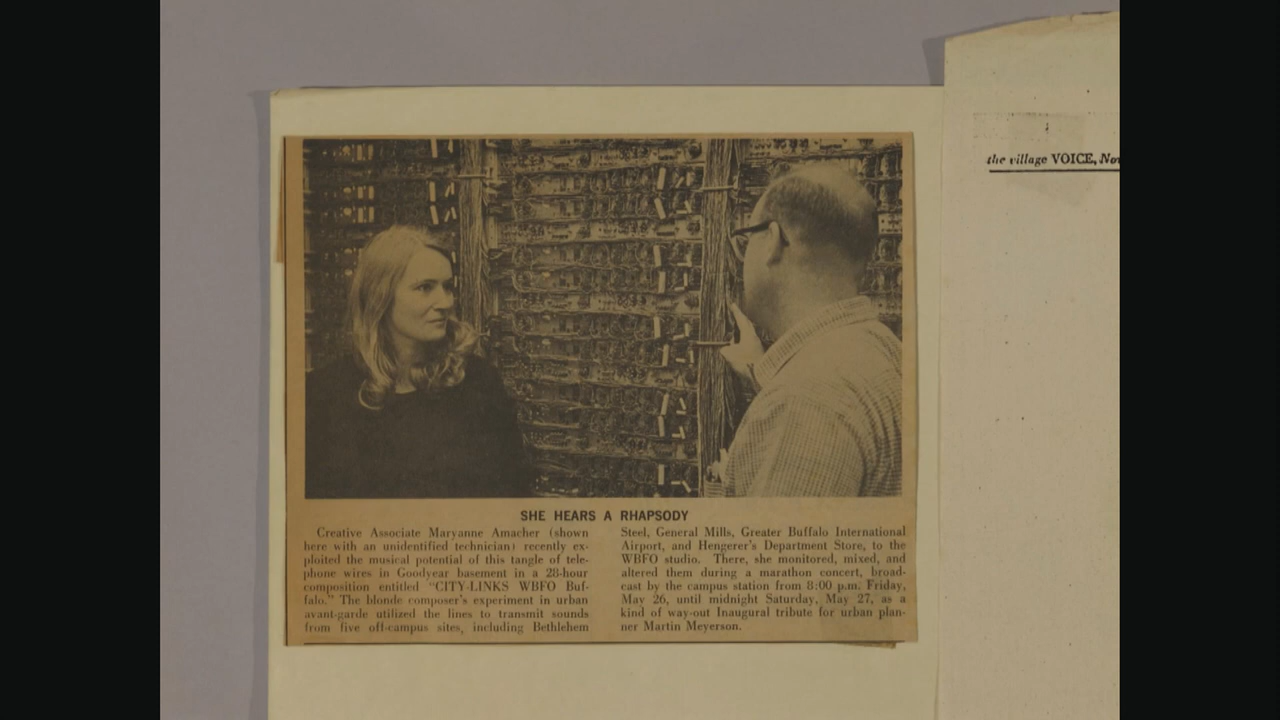 the village VOICE, Nov
SHE HEARS A RHAPSODY
Creative Associate Maryanne Amacher (shown
here with an unidentified technician) recently ex-
ploited the musical potential of this tangle of tele-
phone wires in Goodyear basement in a 28-hour
composition entitled "CITY-LINKS WBFO Buf-
falo." The blonde composer's experiment in urban
avant-garde utilized the lines to transmit sounds
from five off-campus sites, including Bethlehem
Steel, General Mills, Greater Buffalo International
Airport, and Hengerer's Department Store, to the
WBFO studio. There, she monitored, mixed, and
altered them during a marathon concert, broad-
cast by the campus station from 8:00 p.m. Friday,
May 26, until midnight Saturday, May 27, as a
kind of way-out Inaugural tribute for urban plan-
ner Martin Meyerson.